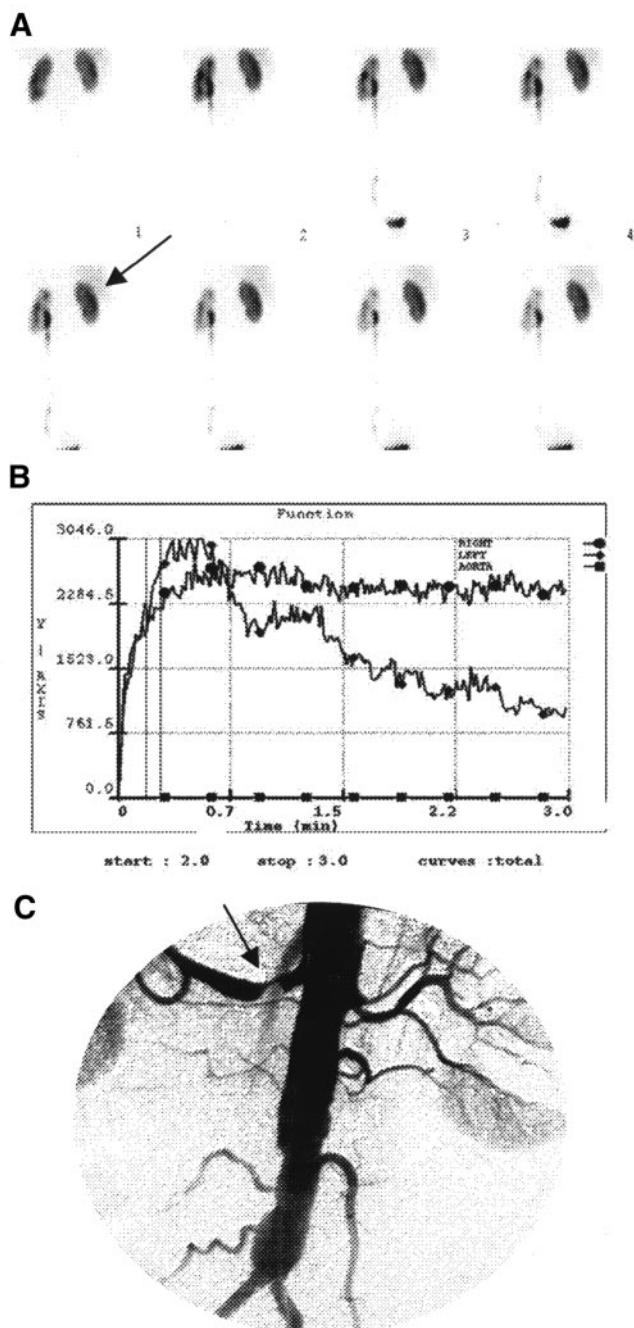 A
1 2 3 4
B
Function
3046.0
RIGHT
LEFT
AORTA
2284.5
1523.0
761.5
0.0
0 0.7 1.5 2.2 3.0
Time (min)
start : 2.0 stop : 3.0 curves :total
C